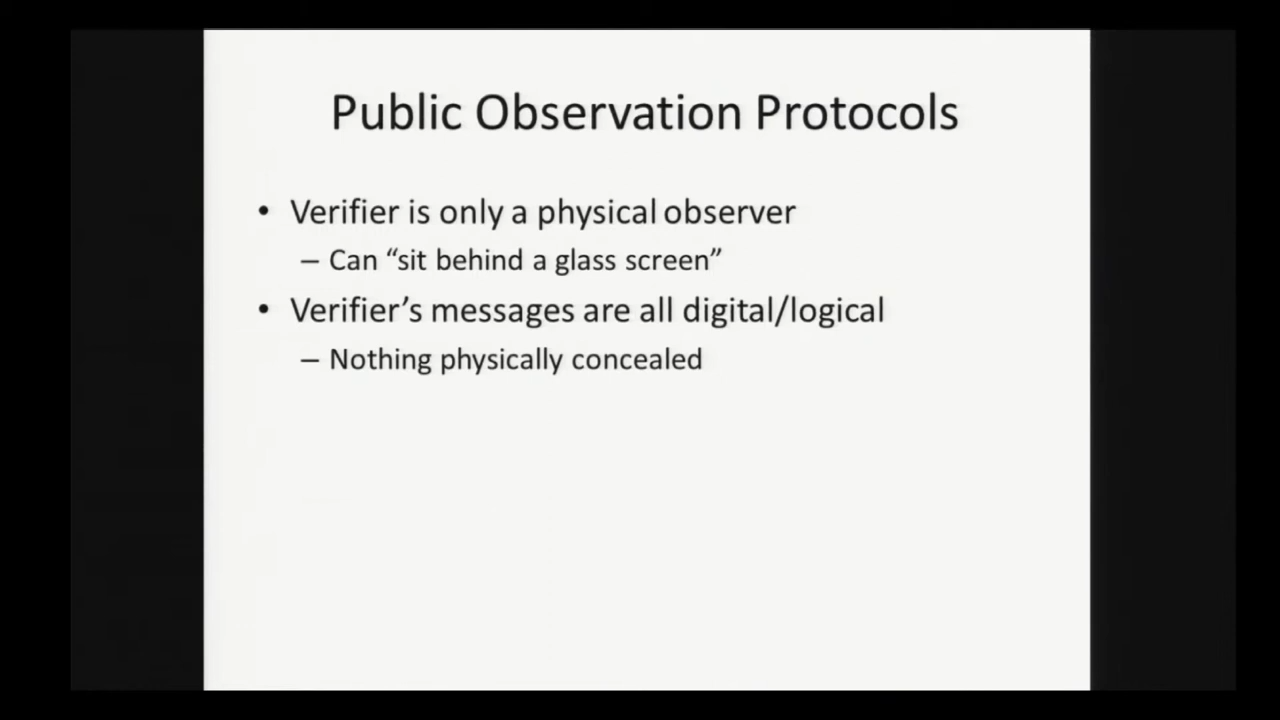 Public Observation Protocols
• Verifier is only a physical observer
– Can “sit behind a glass screen”
• Verifier’s messages are all digital/logical
– Nothing physically concealed